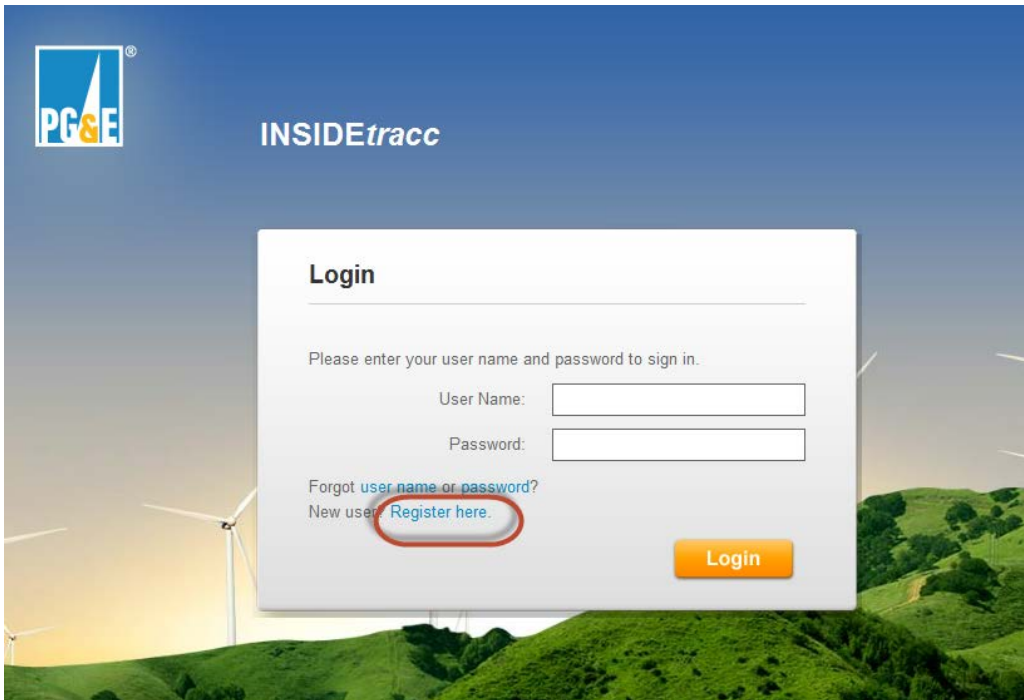 PG&E®
INSIDEtracc
Login
Please enter your user name and password to sign in.
User Name:
Password:
Forgot user name or password?
New user? Register here.
Login